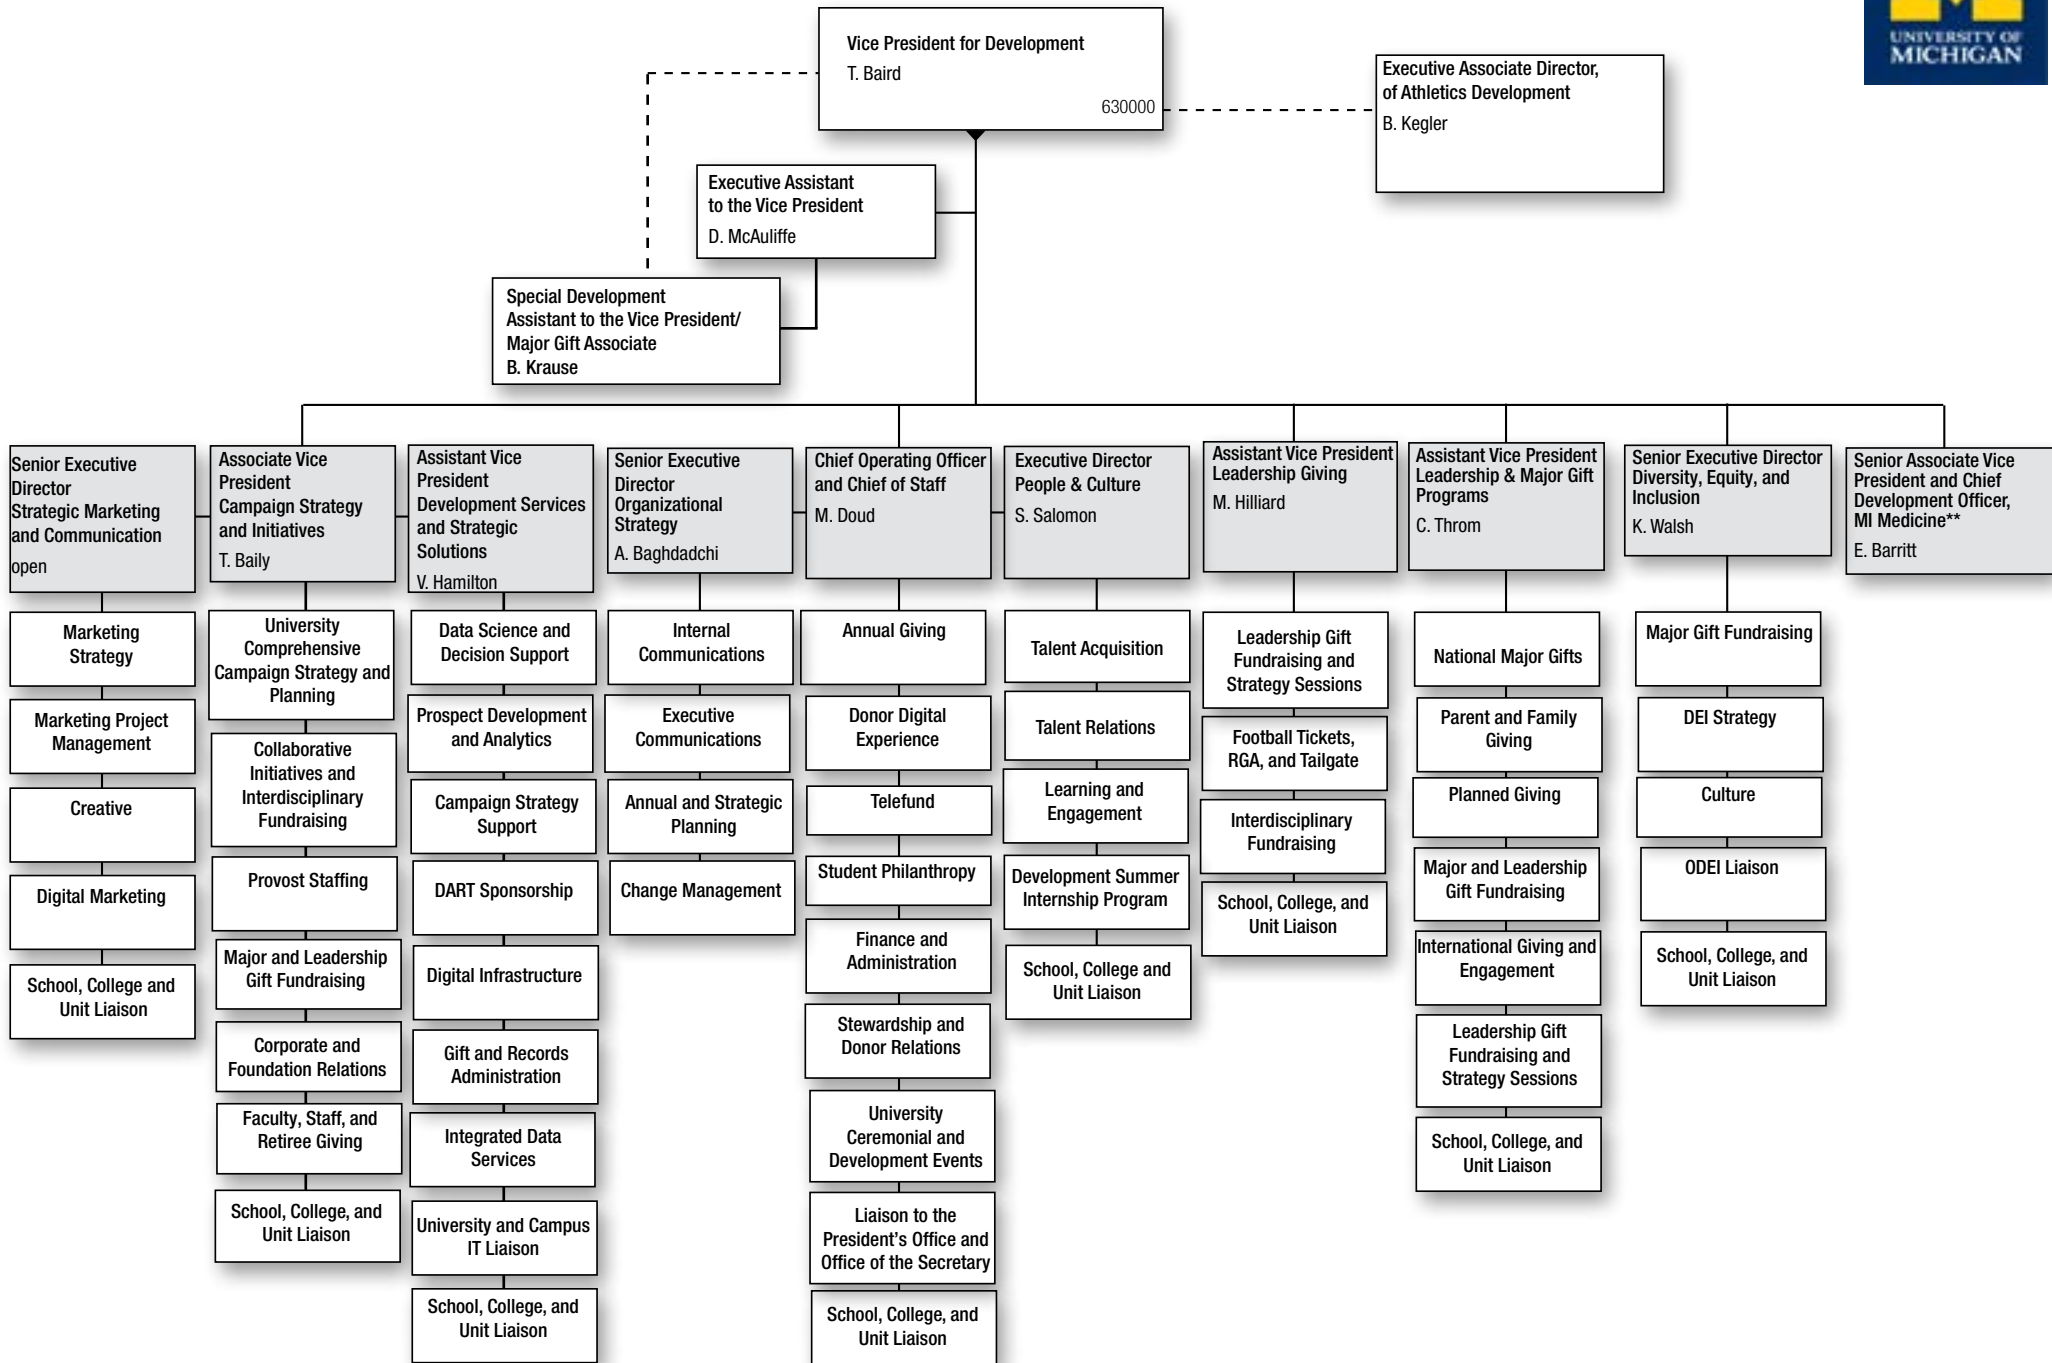 UNIVERSITY OF
MICHIGAN
Vice President for Development
T. Baird
630000
Executive Associate Director,
of Athletics Development
B. Kegler
Executive Assistant
to the Vice President
D. McAuliffe
Special Development
Assistant to the Vice President/
Major Gift Associate
B. Krause
Senior Executive
Director
Strategic Marketing
and Communication
open
Marketing
Strategy
Marketing Project
Management
Creative
Digital Marketing
School, College and
Unit Liaison
Associate Vice
President
Campaign Strategy
and Initiatives
T. Baily
University
Comprehensive
Campaign Strategy and
Planning
Collaborative
Initiatives and
Interdisciplinary
Fundraising
Provost Staffing
Major and Leadership
Gift Fundraising
Corporate and
Foundation Relations
Faculty, Staff, and
Retiree Giving
School, College, and
Unit Liaison
Assistant Vice
President
Development Services
and Strategic
Solutions
V. Hamilton
Data Science and
Decision Support
Prospect Development
and Analytics
Campaign Strategy
Support
DART Sponsorship
Digital Infrastructure
Gift and Records
Administration
Integrated Data
Services
University and Campus
IT Liaison
School, College, and
Unit Liaison
Senior Executive
Director
Organizational
Strategy
A. Baghdadchi
Internal
Communications
Executive
Communications
Annual and Strategic
Planning
Change Management
Chief Operating Officer
and Chief of Staff
M. Doud
Annual Giving
Donor Digital
Experience
Telefund
Student Philanthropy
Finance and
Administration
Stewardship and
Donor Relations
University
Ceremonial and
Development Events
Liaison to the
President's Office and
Office of the Secretary
School, College, and
Unit Liaison
Executive Director
People & Culture
S. Salomon
Talent Acquisition
Talent Relations
Learning and
Engagement
Development Summer
Internship Program
School, College and
Unit Liaison
Assistant Vice President
Leadership Giving
M. Hilliard
Leadership Gift
Fundraising and
Strategy Sessions
Football Tickets,
RGA, and Tailgate
Interdisciplinary
Fundraising
School, College, and
Unit Liaison
Assistant Vice President
Leadership & Major Gift
Programs
C. Throm
National Major Gifts
Parent and Family
Giving
Planned Giving
Major and Leadership
Gift Fundraising
International Giving and
Engagement
Leadership Gift
Fundraising and
Strategy Sessions
School, College, and
Unit Liaison
Senior Executive Director
Diversity, Equity, and
Inclusion
K. Walsh
Major Gift Fundraising
DEI Strategy
Culture
ODEI Liaison
School, College, and
Unit Liaison
Senior Associate Vice
President and Chief
Development Officer,
MI Medicine**
E. Barritt